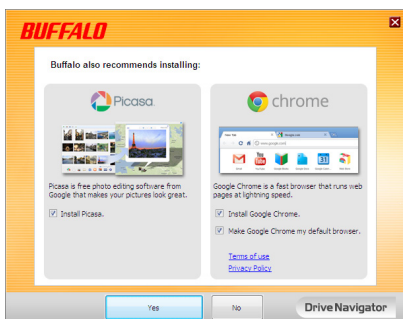 BUFFALO
Buffalo also recommends installing:
Picasa
Picasa is free photo editing software from
Google that makes your pictures look great.
Install Picasa.
chrome
Google Chrome is a fast browser that runs web
pages at lightning speed.
Install Google Chrome.
Make Google Chrome my default browser.
Terms of use
Privacy Policy
Yes
No
Drive Navigator